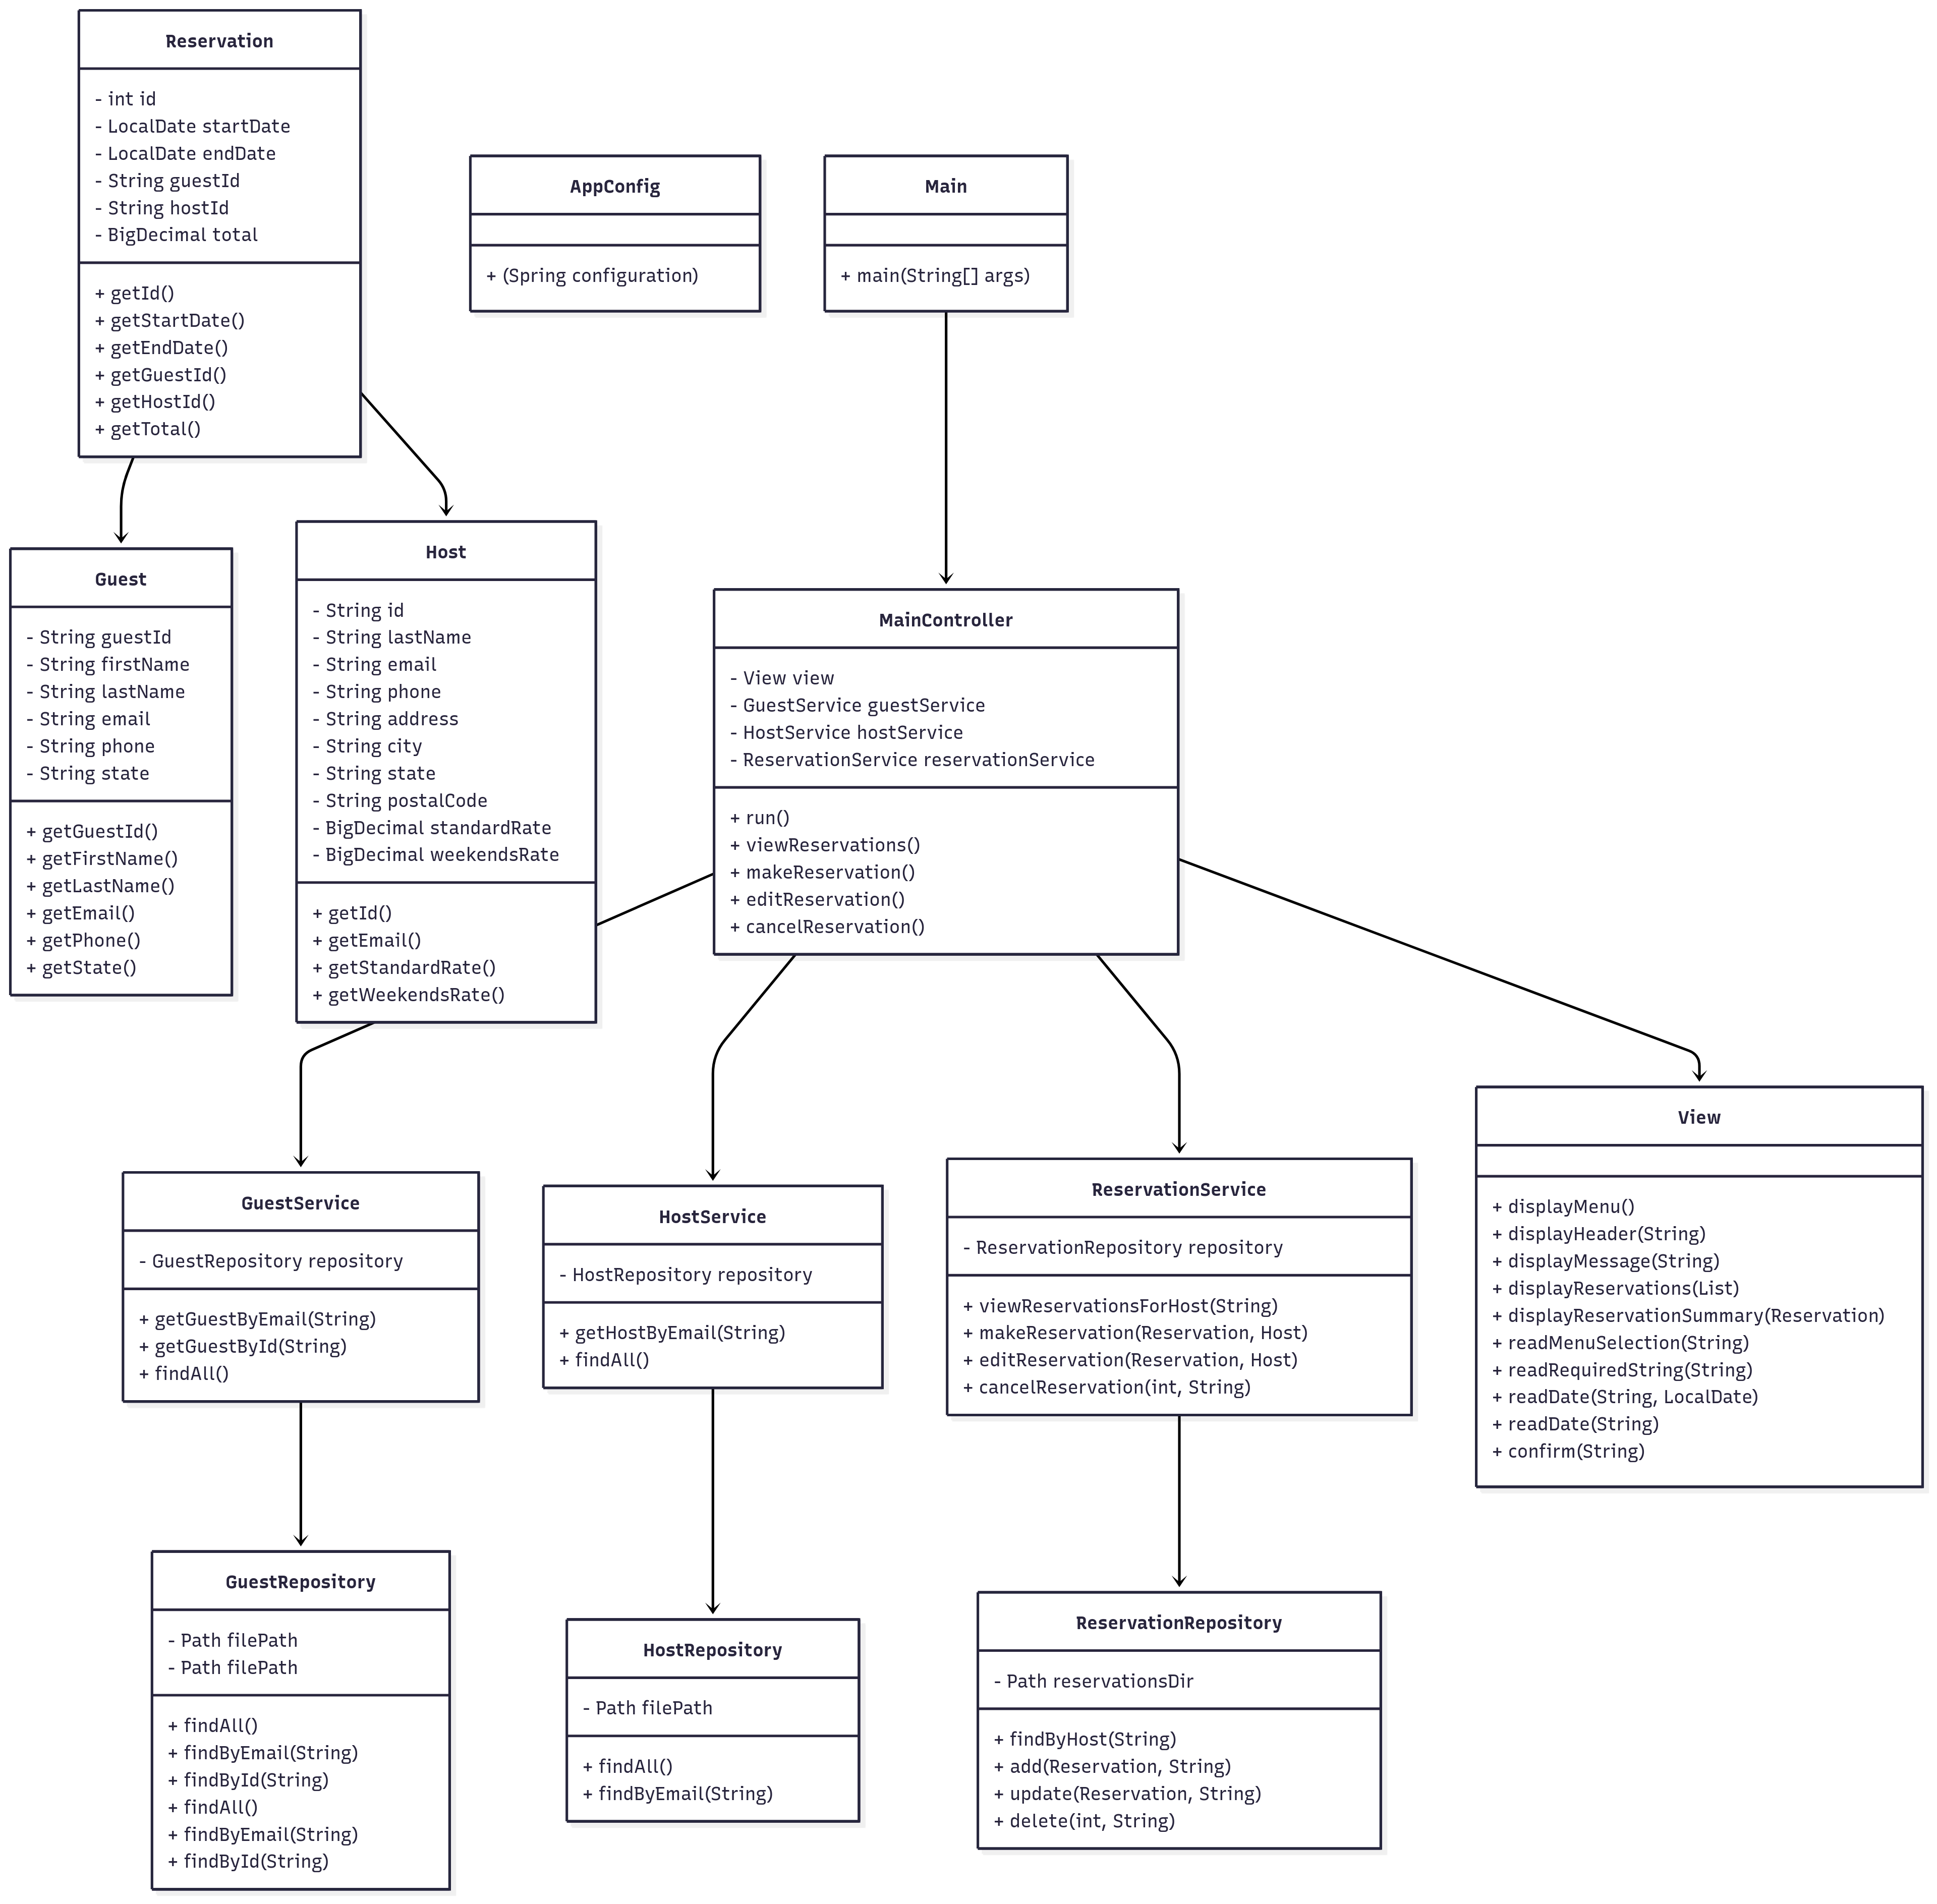 Reservation
- int id
- LocalDate startDate
- LocalDate endDate
- String guestId
- String hostId
- BigDecimal total
+ getId()
+ getStartDate()
+ getEndDate()
+ getGuestId()
+ getHostId()
+ getTotal()
AppConfig
+ (Spring configuration)
Main
+ main(String[] args)
Guest
- String guestId
- String firstName
- String lastName
- String email
- String phone
- String state
+ getGuestId()
+ getFirstName()
+ getLastName()
+ getEmail()
+ getPhone()
+ getState()
Host
- String id
- String lastName
- String email
- String phone
- String address
- String city
- String state
- String postalCode
- BigDecimal standardRate
- BigDecimal weekendsRate
+ getId()
+ getEmail()
+ getStandardRate()
+ getWeekendsRate()
MainController
- View view
- GuestService guestService
- HostService hostService
- ReservationService reservationService
+ run()
+ viewReservations()
+ makeReservation()
+ editReservation()
+ cancelReservation()
GuestService
- GuestRepository repository
+ getGuestByEmail(String)
+ getGuestById(String)
+ findAll()
HostService
- HostRepository repository
+ getHostByEmail(String)
+ findAll()
ReservationService
- ReservationRepository repository
+ viewReservationsForHost(String)
+ makeReservation(Reservation, Host)
+ editReservation(Reservation, Host)
+ cancelReservation(int, String)
View
+ displayMenu()
+ displayHeader(String)
+ displayMessage(String)
+ displayReservations(List)
+ displayReservationSummary(Reservation)
+ readMenuSelection(String)
+ readRequiredString(String)
+ readDate(String, LocalDate)
+ readDate(String)
+ confirm(String)
GuestRepository
- Path filePath
- Path filePath
+ findAll()
+ findByEmail(String)
+ findById(String)
+ findAll()
+ findByEmail(String)
+ findById(String)
HostRepository
- Path filePath
+ findAll()
+ findByEmail(String)
ReservationRepository
- Path reservationsDir
+ findByHost(String)
+ add(Reservation, String)
+ update(Reservation, String)
+ delete(int, String)